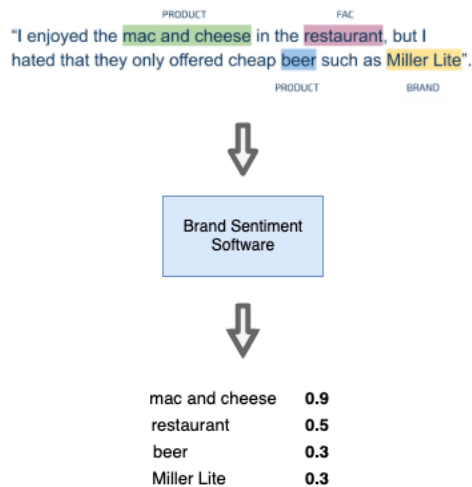 PRODUCT FAC
“I enjoyed the mac and cheese in the restaurant, but I
hated that they only offered cheap beer such as Miller Lite”.
PRODUCT BRAND
Brand Sentiment
Software
mac and cheese 0.9
restaurant 0.5
beer 0.3
Miller Lite 0.3